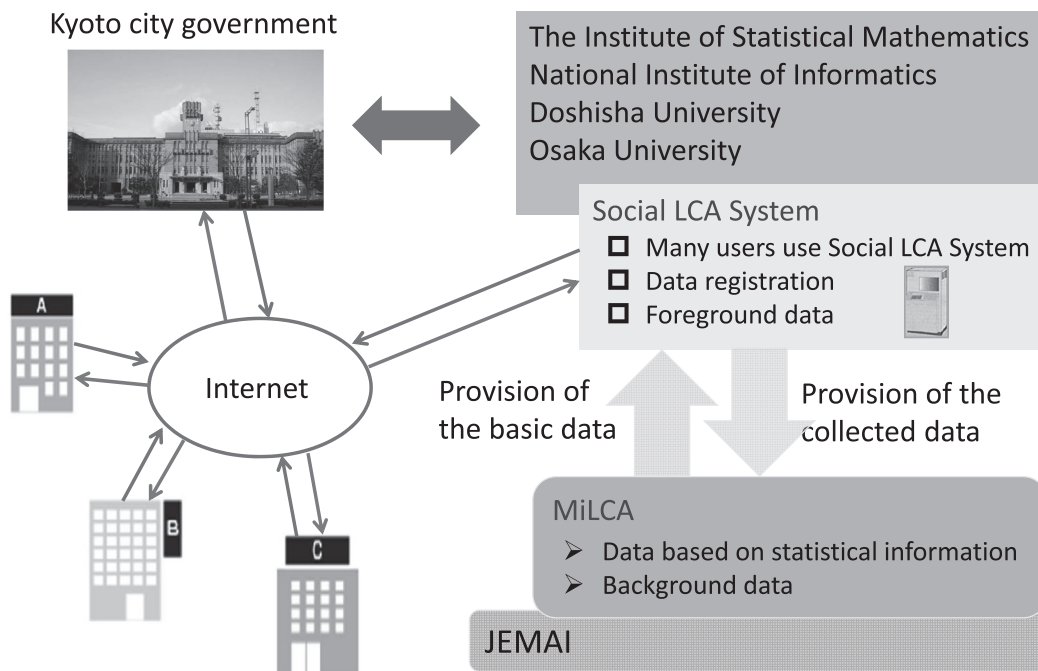 Kyoto city government
The Institute of Statistical Mathematics
National Institute of Informatics
Doshisha University
Osaka University
Social LCA System
Many users use Social LCA System
Data registration
Foreground data
A
Internet
Provision of
the basic data
Provision of the
collected data
B
C
MiLCA
Data based on statistical information
Background data
JEMAI